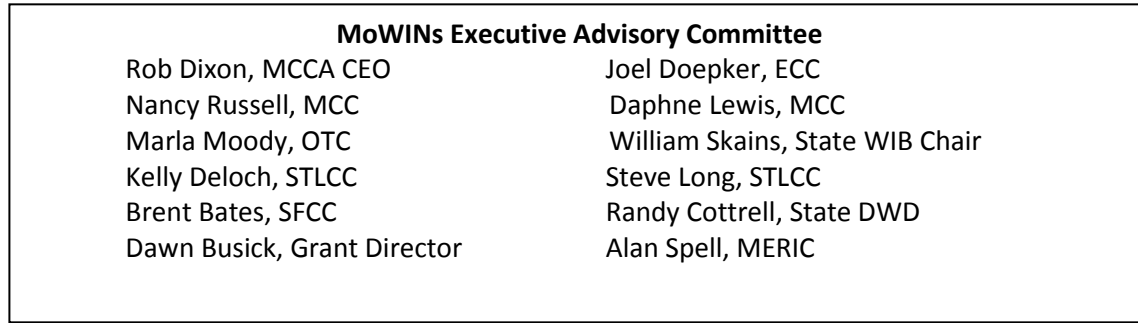 MoWINs Executive Advisory Committee
Rob Dixon, MCCA CEO Joel Doepker, ECC
Nancy Russell, MCC Daphne Lewis, MCC
Marla Moody, OTC William Skains, State WIB Chair
Kelly Deloch, STLCC Steve Long, STLCC
Brent Bates, SFCC Randy Cottrell, State DWD
Dawn Busick, Grant Director Alan Spell, MERIC